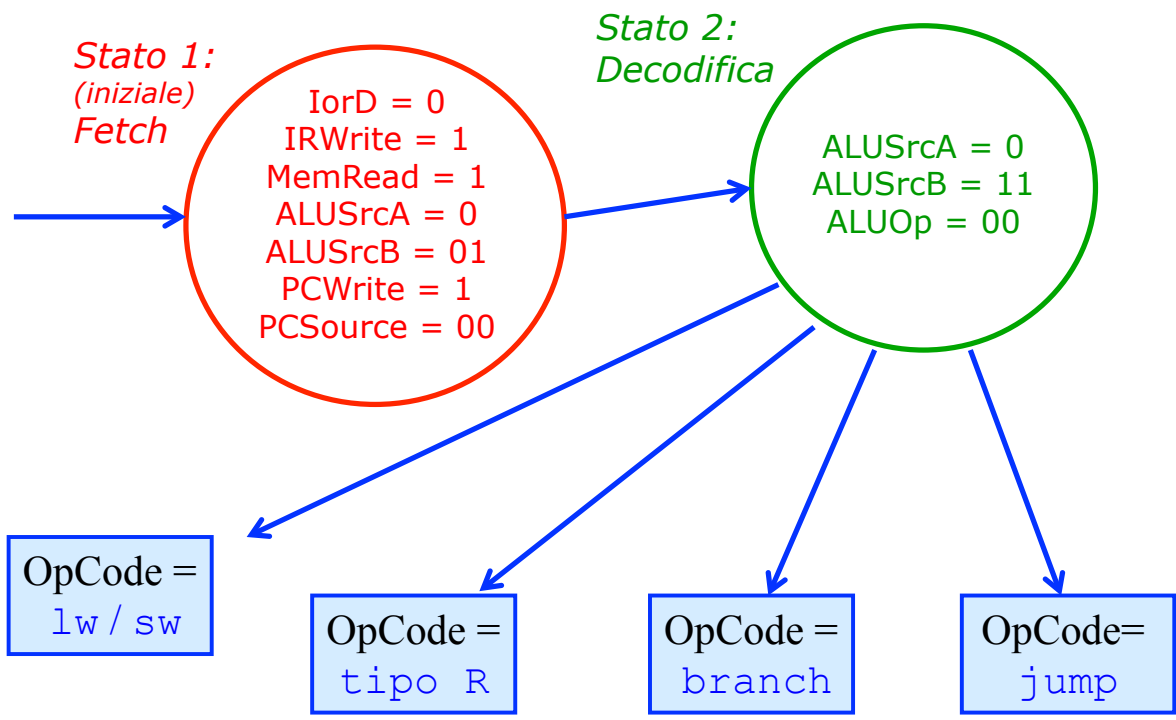 Stato 1:
(iniziale)
Fetch
IorD = 0
IRWrite = 1
MemRead = 1
ALUSrcA = 0
ALUSrcB = 01
PCWrite = 1
PCSource = 00
Stato 2:
Decodifica
ALUSrcA = 0
ALUSrcB = 11
ALUOp = 00
OpCode =
lw / sw
OpCode =
tipo R
OpCode =
branch
OpCode=
jump